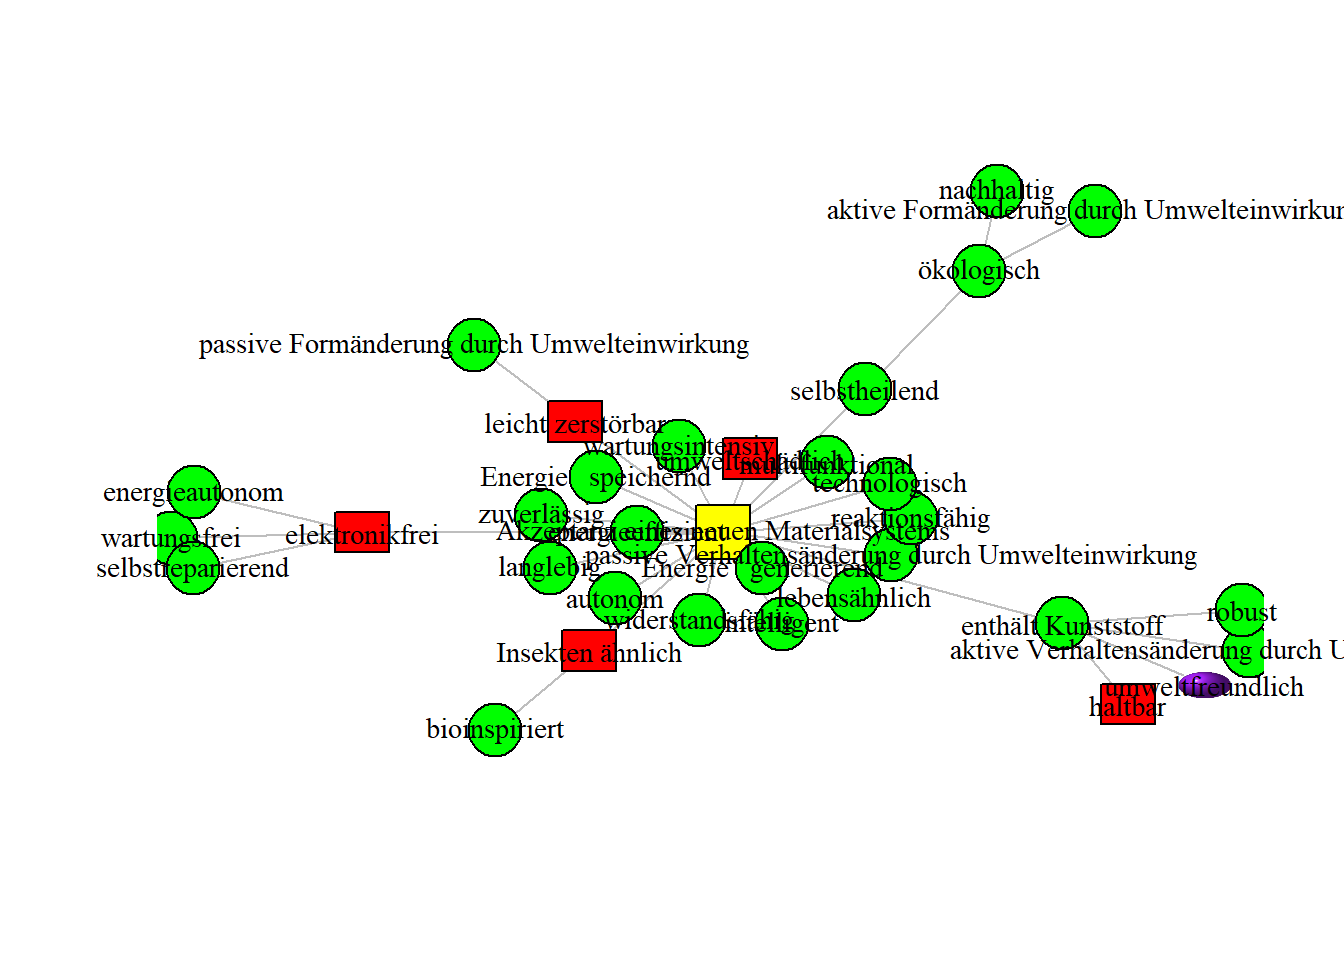 nachhaltig
aktive Formänderung durch Umwelteinwirkun
ökologisch
passive Formänderung durch Umwelteinwirkung
selbstheilend
leicht zerstörbar
wartungsintensiv
umweltschädlich
multifunktional
Energie speichernd
technologisch
energieautonom
zuverlässig
reaktionsfähig
Akzeptanz eines neuen Materialsystems
energieeffizient
elektronikfrei
wartungsfrei
passive Verhaltensänderung durch Umwelteinwirkung
selbstreparierend
langlebig
Energie generierend
autonom
lebensähnlich
robust
widerstandsfähig
intelligent
enthält Kunststoff
aktive Verhaltensänderung durch U
Insekten ähnlich
umweltfreundlich
haltbar
bioinspiriert